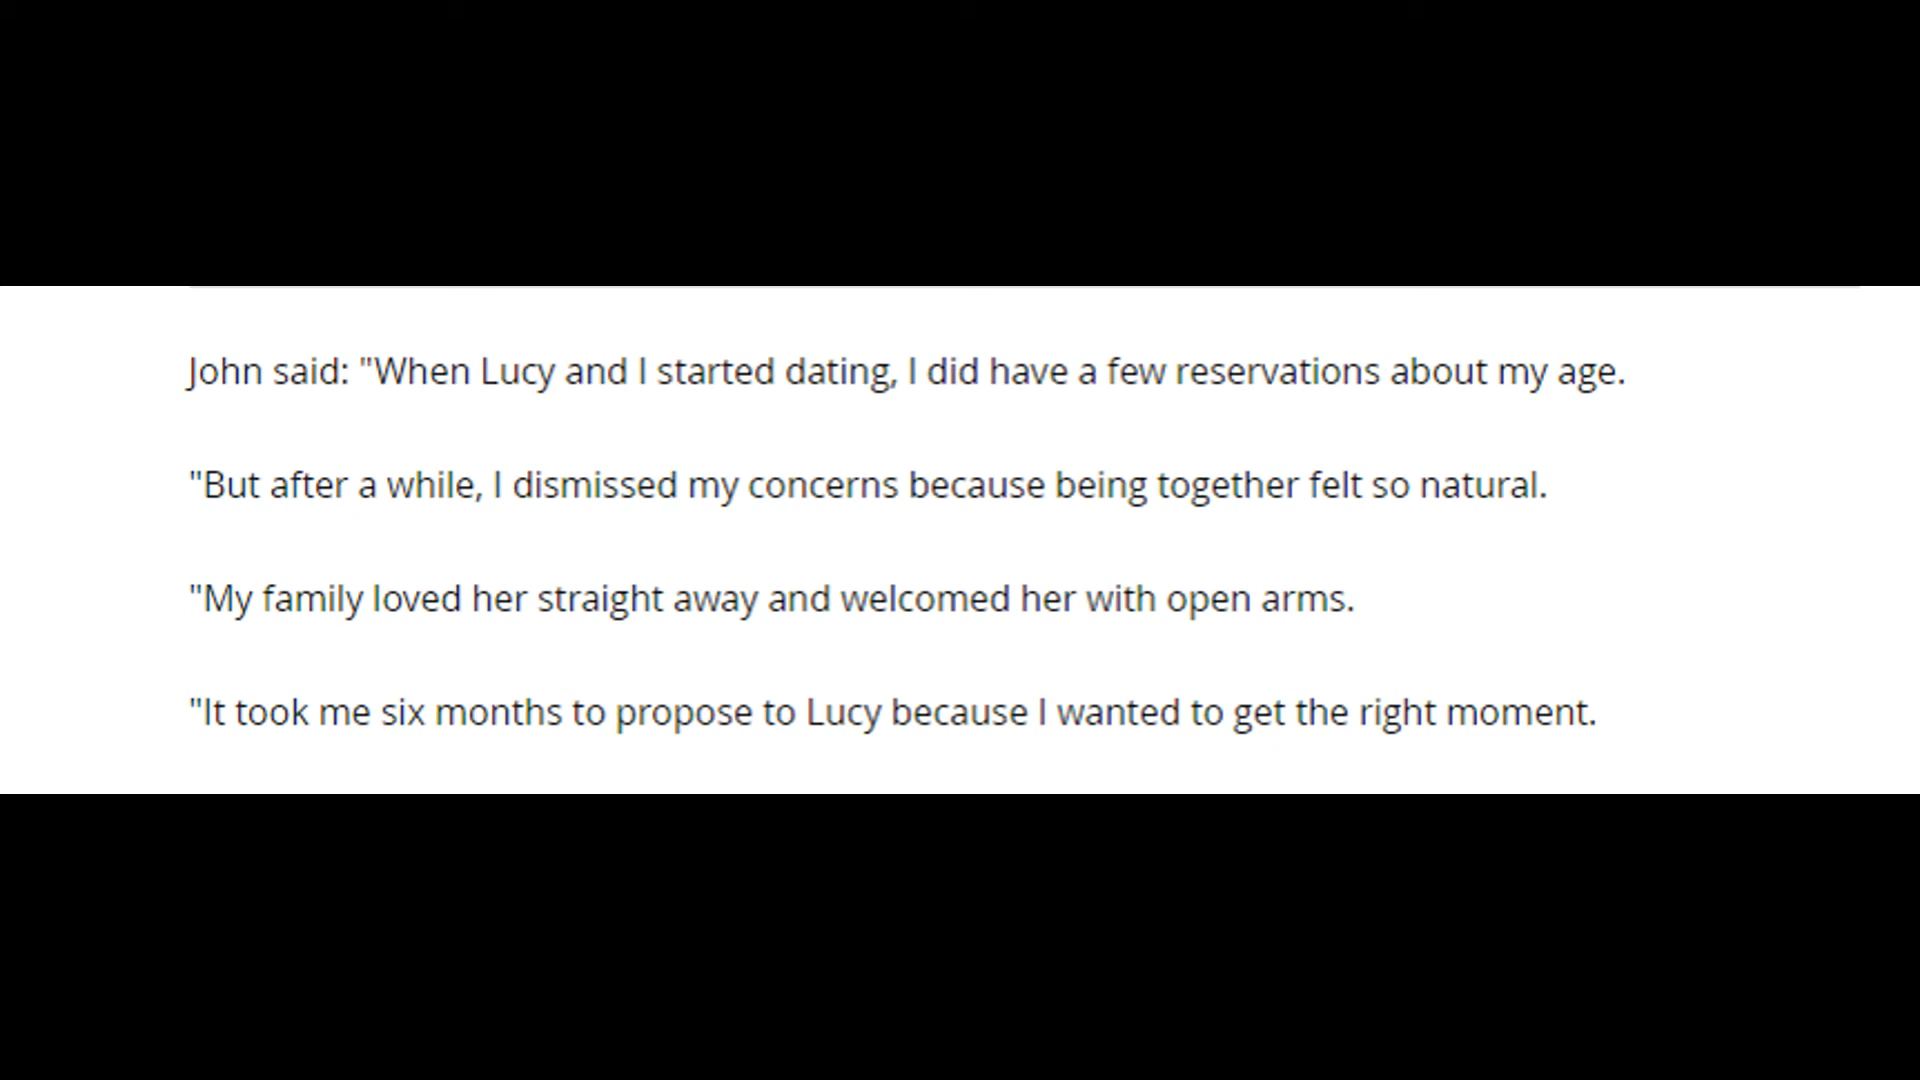 John said: "When Lucy and I started dating, I did have a few reservations about my age.
"But after a while, I dismissed my concerns because being together felt so natural.
"My family loved her straight away and welcomed her with open arms.
"It took me six months to propose to Lucy because I wanted to get the right moment.